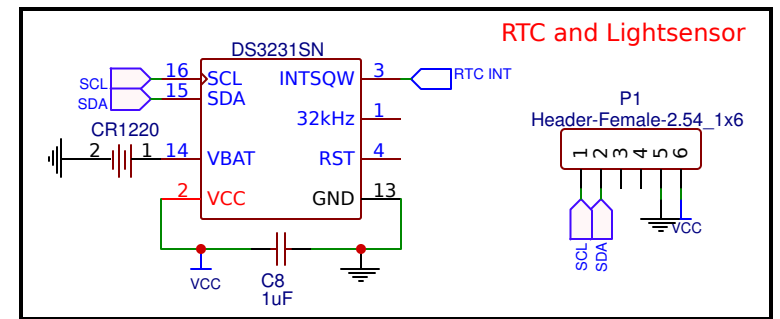 RTC and Lightsensor
DS3231SN
SCL 16 SCL INTSQW 3 RTC INT
SDA 15 SDA
32kHz 1
CR1220
2 1 14 VBAT RST 4
2 VCC GND 13
VCC
C8
1uF
P1
Header-Female-2.54_1x6
1 2 3 4 5 6
SCL SDA VCC